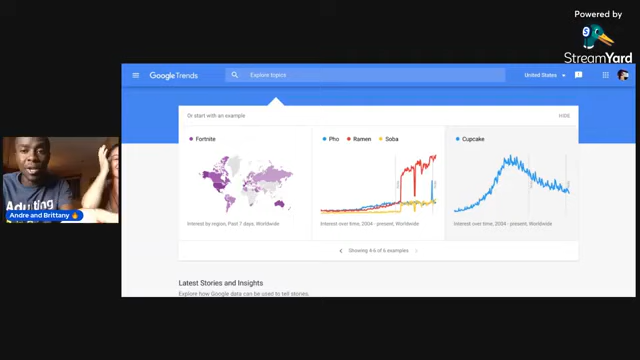 Powered by
StreamYard
Google Trends
Explore topics
United States
Or start with an example
HIDE
Fortnite
Interest by region, Past 7 days, Worldwide
Pho
Ramen
Soba
Interest over time, 2004 - present, Worldwide
Cupcake
Interest over time, 2004 - present, Worldwide
Showing 4-6 of 6 examples
Andre and Brittany
Latest Stories and Insights
Explore how Google data can be used to tell stories.